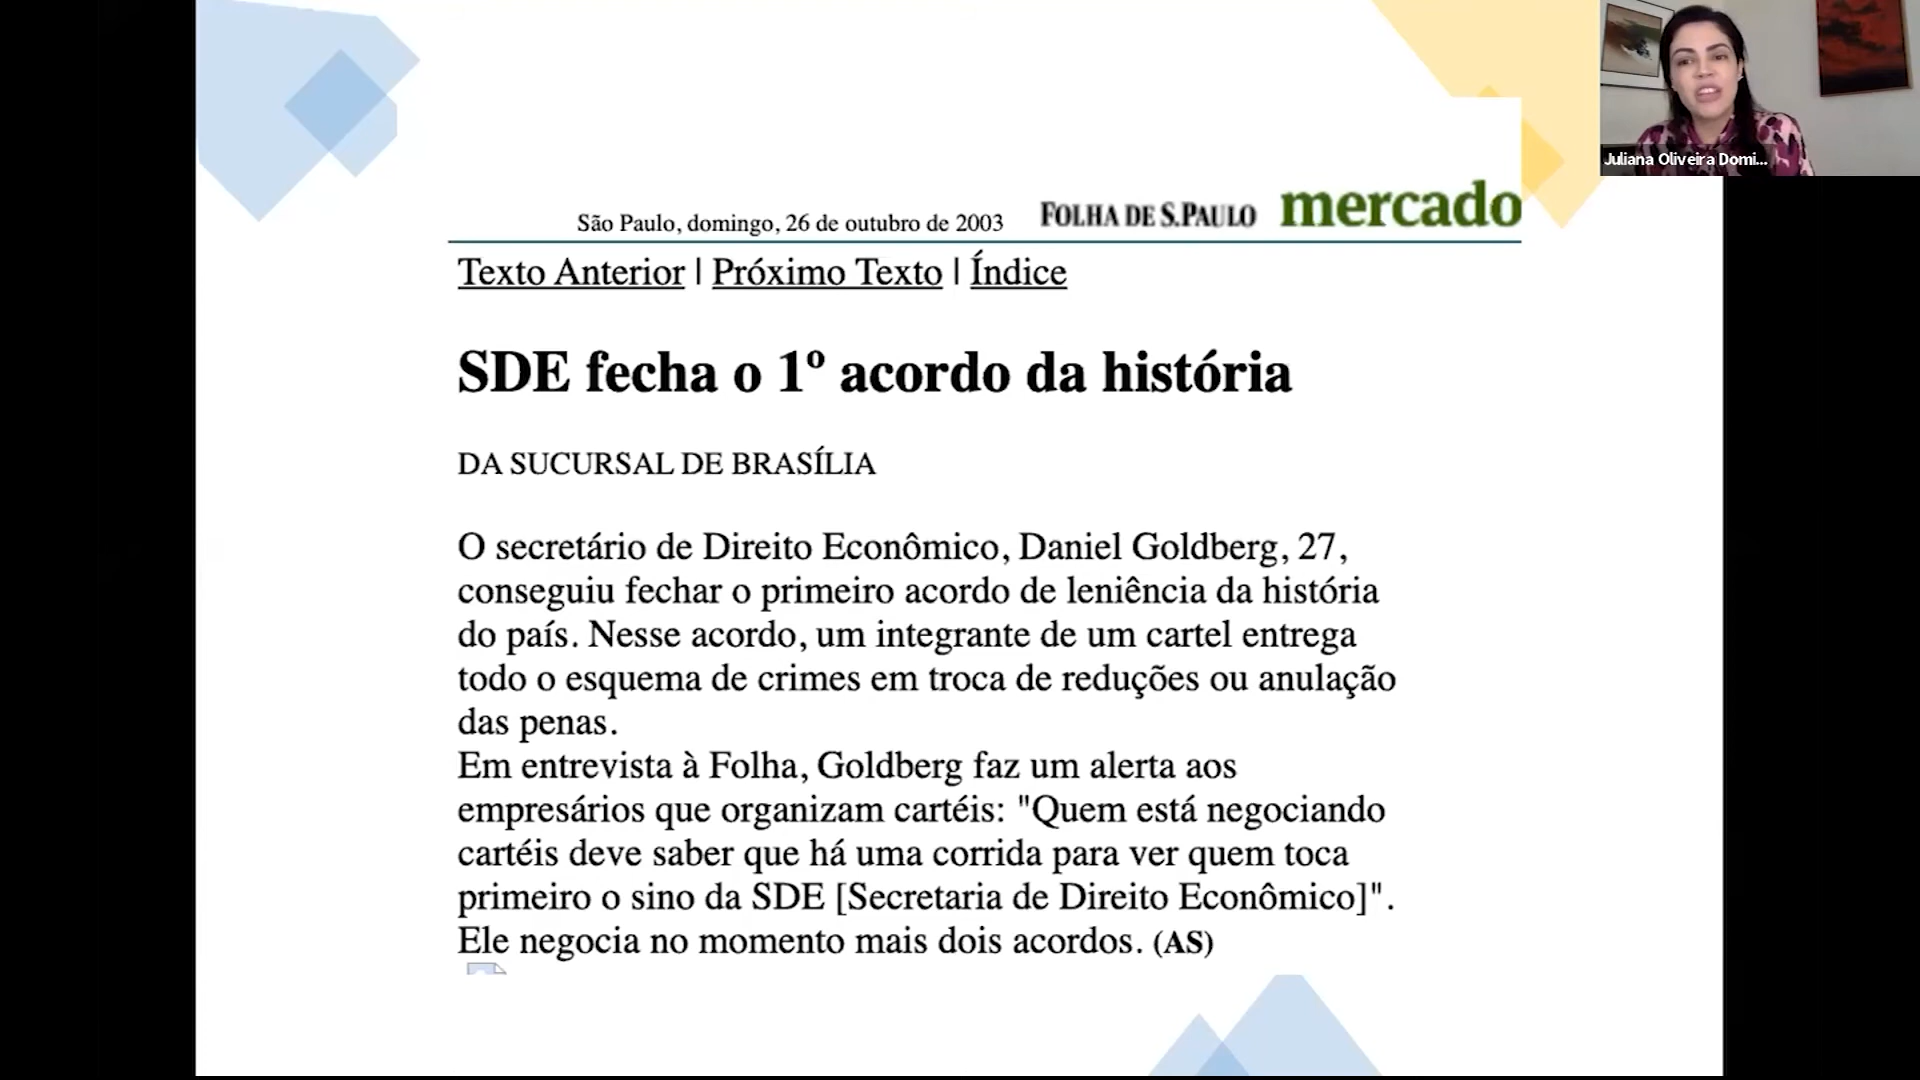 Juliana Oliveira Domi...
São Paulo, domingo, 26 de outubro de 2003 FOLHA DE S.PAULO mercado
Texto Anterior | Próximo Texto | Índice
SDE fecha o 1º acordo da história
DA SUCURSAL DE BRASÍLIA
O secretário de Direito Econômico, Daniel Goldberg, 27,
conseguiu fechar o primeiro acordo de leniência da história
do país. Nesse acordo, um integrante de um cartel entrega
todo o esquema de crimes em troca de reduções ou anulação
das penas.
Em entrevista à Folha, Goldberg faz um alerta aos
empresários que organizam cartéis: "Quem está negociando
cartéis deve saber que há uma corrida para ver quem toca
primeiro o sino da SDE [Secretaria de Direito Econômico]".
Ele negocia no momento mais dois acordos. (AS)